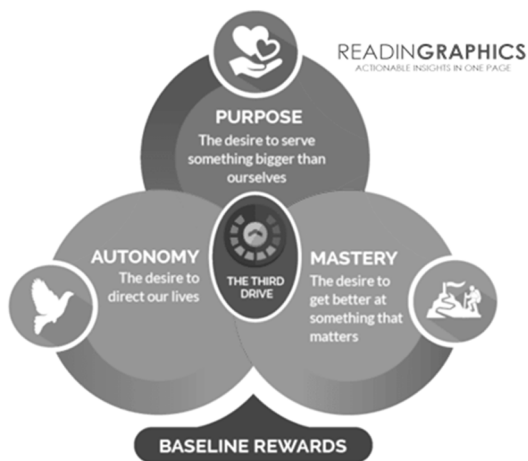 READINGRAPHICS
ACTIONABLE INSIGHTS IN ONE PAGE
PURPOSE
The desire to serve
something bigger than
ourselves
AUTONOMY
The desire to
direct our lives
THE THIRD
DRIVE
MASTERY
The desire to
get better at
something that
matters
BASELINE REWARDS